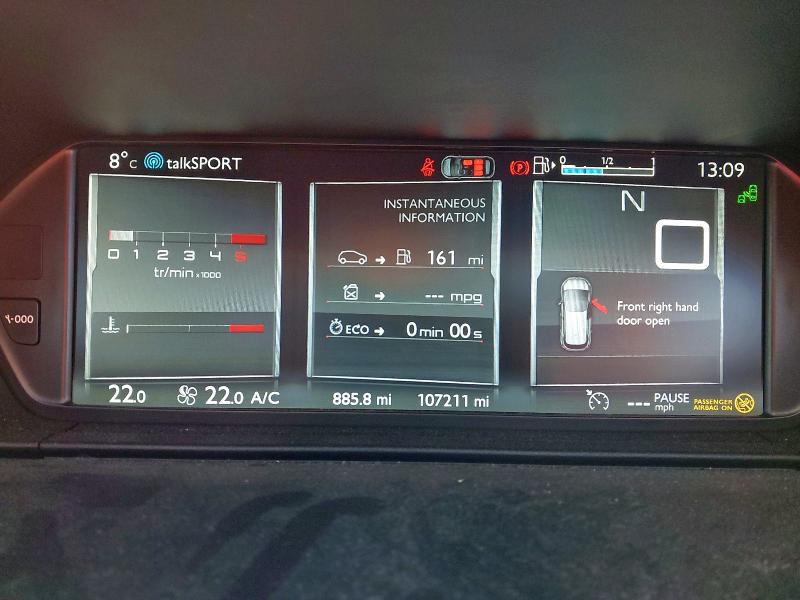 8°C talkSPORT
0 1/2 1
13:09
0 1 2 3 4 5
tr/min x1000
INSTANTANEOUS
INFORMATION
161 mi
--- mpg
ECO 0 min 00 s
N
Front right hand
door open
22.0 22.0 A/C
885.8 mi 107211 mi
--- PAUSE
mph
PASSENGER
AIRBAG ON
P